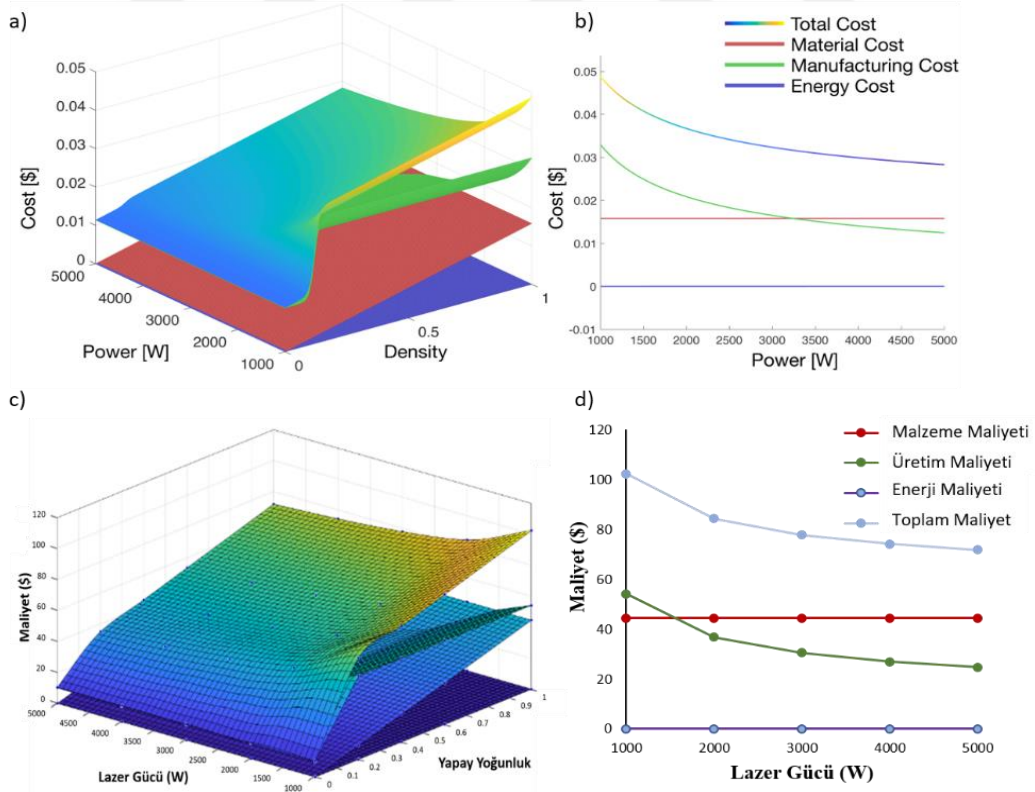 a)
0.05
0.04
0.03
0.02
0.01
0
Cost [$]
5000
4000
3000
2000
1000
Power [W]
0
0.5
1
Density
b)
Total Cost
Material Cost
Manufacturing Cost
Energy Cost
0.05
0.04
0.03
0.02
0.01
0
-0.01
Cost [$]
1000 1500 2000 2500 3000 3500 4000 4500 5000
Power [W]
c)
120
100
80
60
40
20
0
Maliyet ($)
5000
4500
4000
3500
3000
2500
2000
1500
1000
Lazer Gücü (W)
0
0.1
0.2
0.3
0.4
0.5
0.6
0.7
0.8
0.9
1
Yapay Yoğunluk
d)
Malzeme Maliyeti
Üretim Maliyeti
Enerji Maliyeti
Toplam Maliyet
120
100
80
60
40
20
0
Maliyet ($)
1000 2000 3000 4000 5000
Lazer Gücü (W)